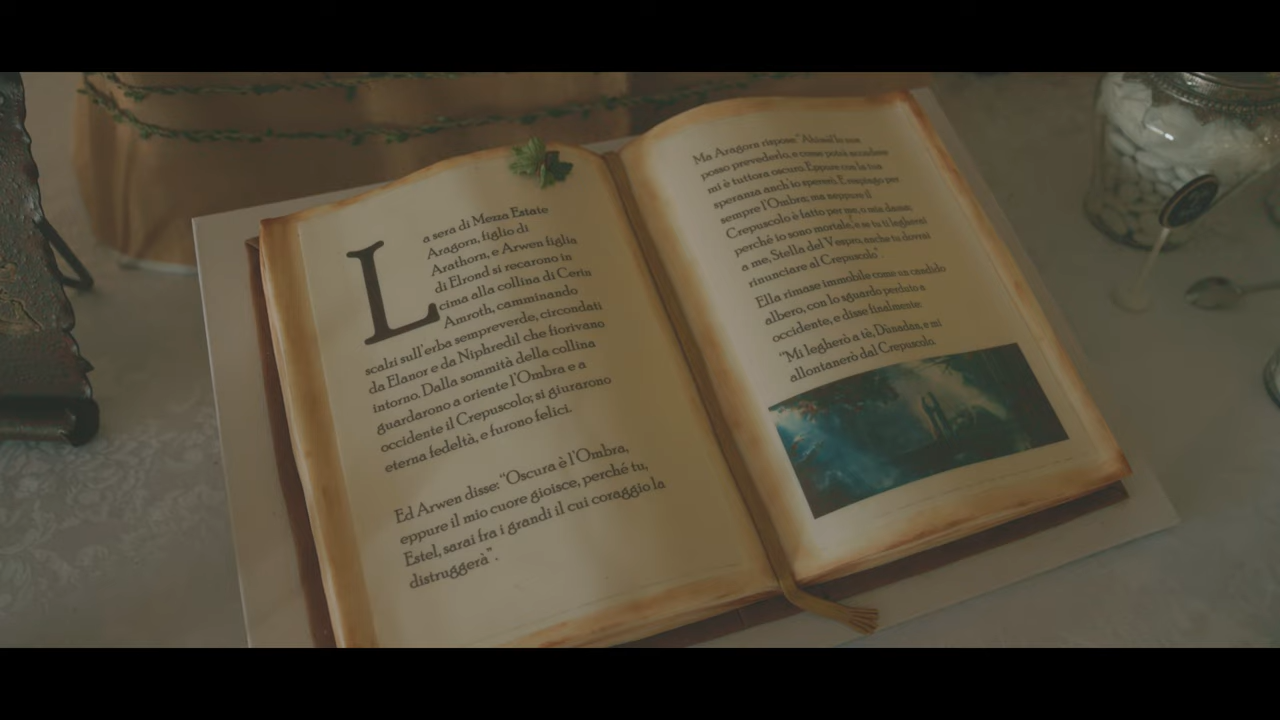 La sera di Mezza Estate
Aragorn, figlio di
Arathorn, e Arwen figlia
di Elrond si recarono in
cima alla collina di Cerin
Amroth, camminando
scalzi sull'erba sempreverde, circondati
da Elanor e da Niphredil che fiorivano
intorno. Dalla sommità della collina
guardarono a oriente l'Ombra e a
occidente il Crepuscolo; si giurarono
eterna fedeltà, e furono felici.
Ed Arwen disse: "Oscura è l'Ombra,
eppure il mio cuore gioisce, perché tu,
Estel, sarai fra i grandi il cui coraggio la
distruggerà".
Ma Aragorn rispose: "Ahimè! Io non
posso prevederlo, e come potrà accadere
mi è tuttora oscuro. Eppure con la tua
speranza anch'io spererò. E respingo per
sempre l'Ombra; ma neppure il
Crepuscolo è fatto per me, o mia dama;
perché io sono mortale, e se tu ti legherai
a me, Stella del Vespro, anche tu dovrai
rinunciare al Crepuscolo".
Ella rimase immobile come un candido
albero, con lo sguardo perduto a
occidente, e disse finalmente:
"Mi legherò a tè, Dùnadan, e mi
allontanerò dal Crepuscolo.